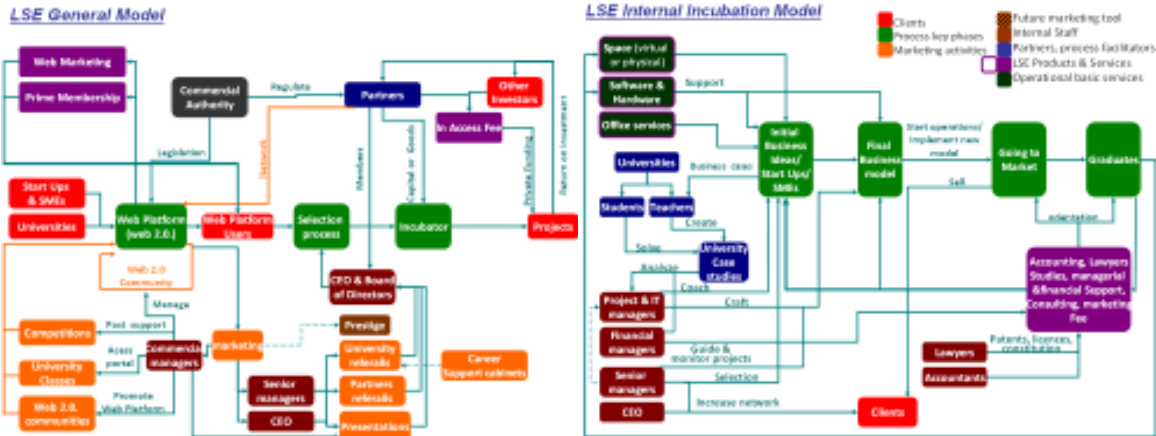 LSE General Model
Web Marketing
Prime Membership
Commercial
Authority
Regulate
Partners
Other
Investors
In Access Fee
Legislation
Network
Members
Capital or Goods
Private funding
Return on Investment
Start Ups
& SMEs
Universities
Web Platform
(web 2.0.)
Web Platform
Users
Selection
process
Incubator
Projects
Web 2.0
Community
CEO & Board
of Directors
Manage
Prestige
Competitions
Post support
Commercial
managers
marketing
University
referalls
Career
Support cabinets
University
Classes
portal
Senior
managers
Partners
referalls
Promote
Web Platform
Web 2.0.
communities
CEO
Presentations
LSE Internal Incubation Model
Clients
Process key phases
Marketing activities
Future marketing tool
Internal Staff
Partners, process facilitators
LSE Products & Services
Operational basic services
Space (virtual
or physical)
Software &
Hardware
Support
Office services
Initial
Business
Ideas/
Start Ups/
SMEs
Final
Business
model
Start operations/
implement new
model
Going to
Market
Graduates
Universities
Business cases
Sell
Students
Teachers
Create
orientation
Solve
University
Case
studies
Analyze
Coach
Craft
Accounting, Lawyers
Studies, managerial
&financial Support,
Consulting, marketing
Fee
Project & IT
managers
Financial
managers
Guide &
monitor projects
Patents, licences,
constitution
Lawyers
Senior
managers
Selection
Accountants
CEO
Increase network
Clients